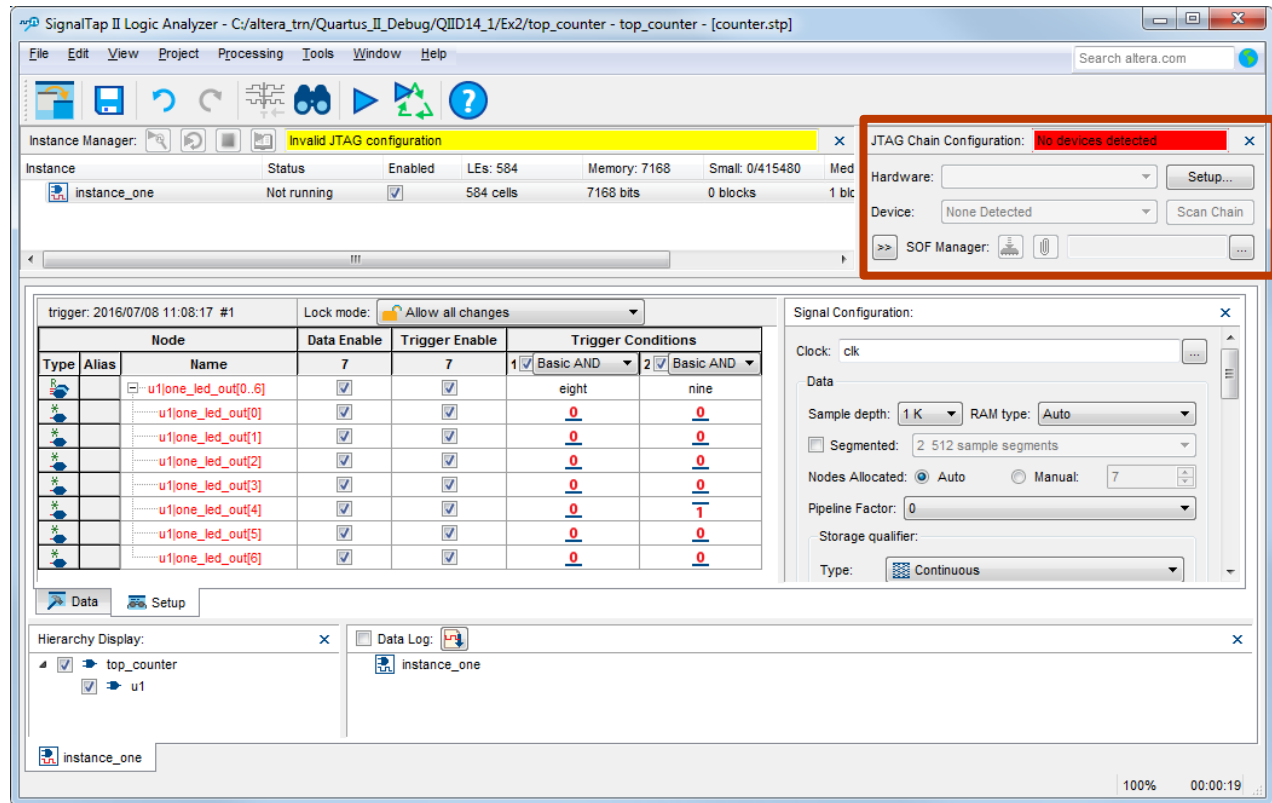 SignalTap II Logic Analyzer - C:/altera_trn/Quartus_II_Debug/QIID14_1/Ex2/top_counter - top_counter - [counter.stp]
File Edit View Project Processing Tools Window Help
Search altera.com
Instance Manager: Invalid JTAG configuration
Instance Status Enabled LEs: 584 Memory: 7168 Small: 0/415480 Med
instance_one Not running 584 cells 7168 bits 0 blocks 1 blc
JTAG Chain Configuration: No devices detected
Hardware: Setup...
Device: None Detected Scan Chain
>> SOF Manager: ...
trigger: 2016/07/08 11:08:17 #1 Lock mode: Allow all changes
Node Data Enable Trigger Enable Trigger Conditions
Type Alias Name 7 7 1 Basic AND 2 Basic AND
u1|one_led_out[0..6] eight nine
u1|one_led_out[0] 0 0
u1|one_led_out[1] 0 0
u1|one_led_out[2] 0 0
u1|one_led_out[3] 0 0
u1|one_led_out[4] 0 1
u1|one_led_out[5] 0 0
u1|one_led_out[6] 0 0
Signal Configuration:
Clock: clk ...
Data
Sample depth: 1 K RAM type: Auto
Segmented: 2 512 sample segments
Nodes Allocated: Auto Manual: 7
Pipeline Factor: 0
Storage qualifier:
Type: Continuous
Data Setup
Hierarchy Display:
top_counter
u1
Data Log:
instance_one
instance_one
100% 00:00:19